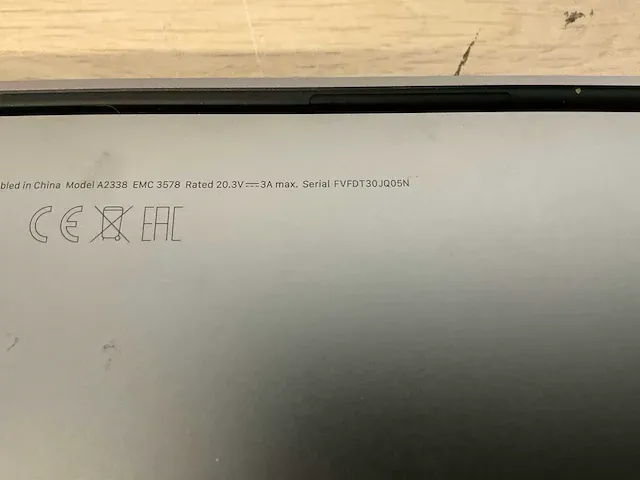 bled in China Model A2338 EMC 3578 Rated 20.3V⎓3A max. Serial FVFDT30JQ05N
CE EAC